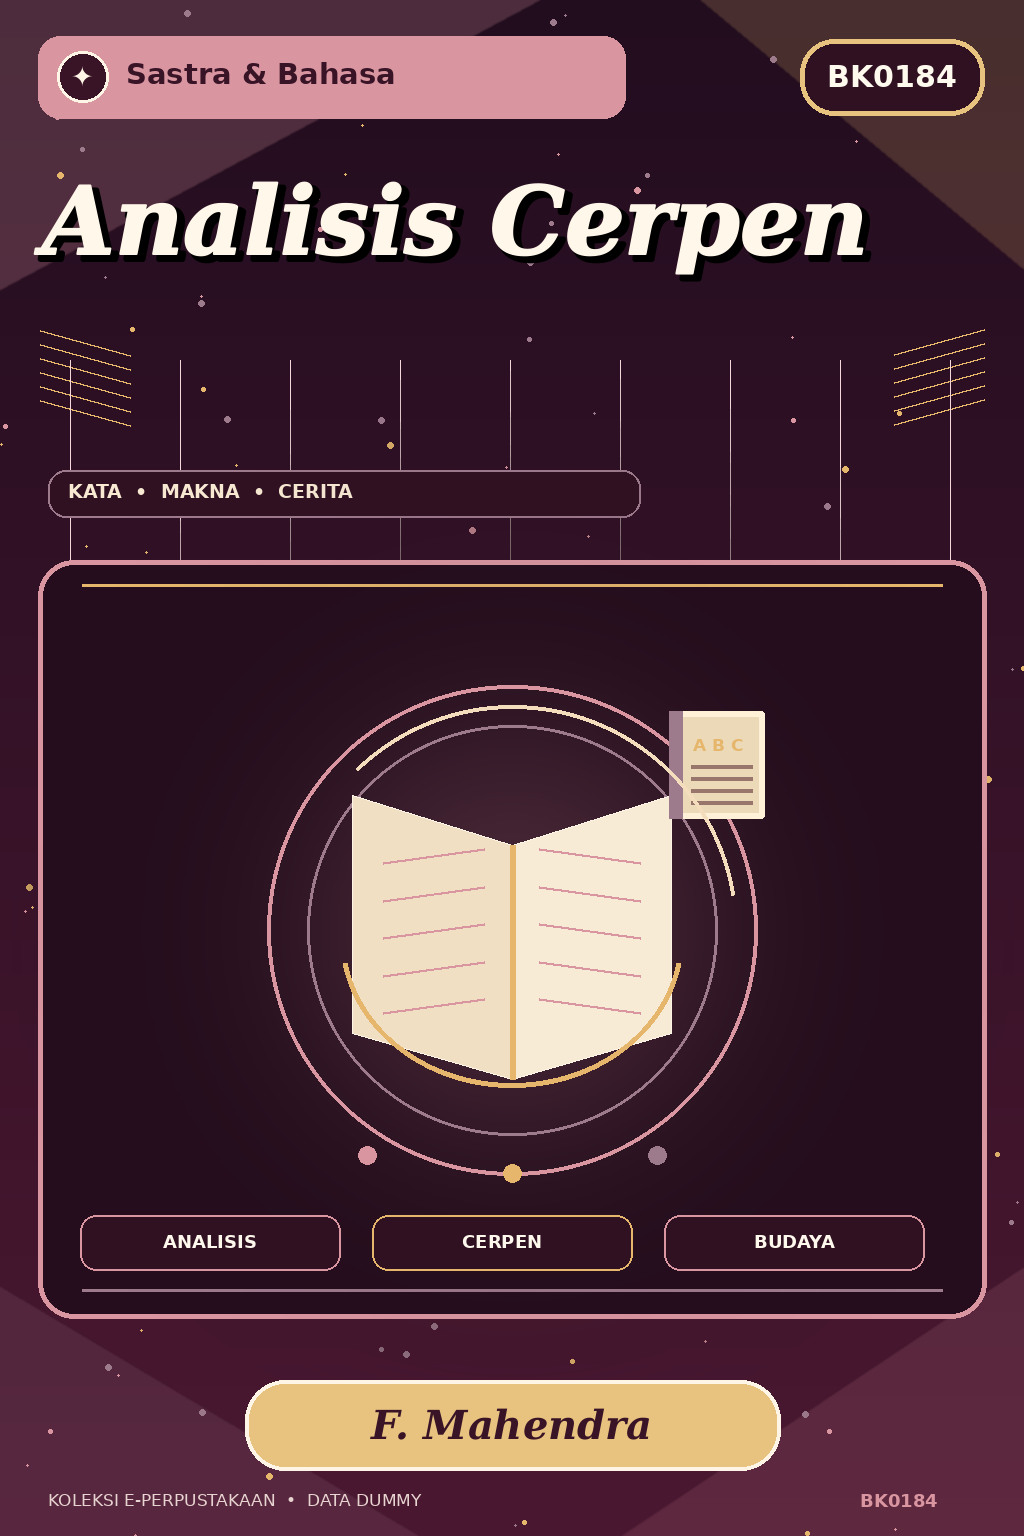 Sastra & Bahasa
BK0184
Analisis Cerpen
KATA • MAKNA • CERITA
A B C
ANALISIS
CERPEN
BUDAYA
F. Mahendra
KOLEKSI E-PERPUSTAKAAN • DATA DUMMY
BK0184